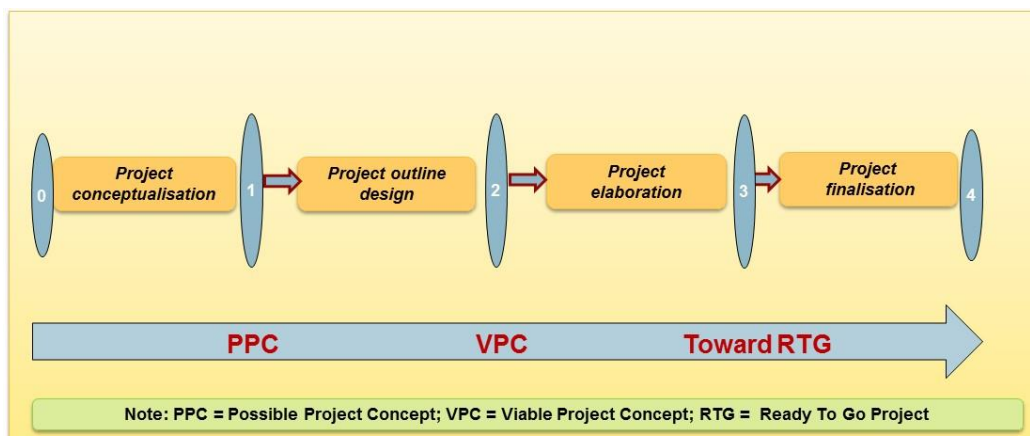 0
Project
conceptualisation
1
Project outline
design
2
Project
elaboration
3
Project
finalisation
4
PPC
VPC
Toward RTG
Note: PPC = Possible Project Concept; VPC = Viable Project Concept; RTG = Ready To Go Project